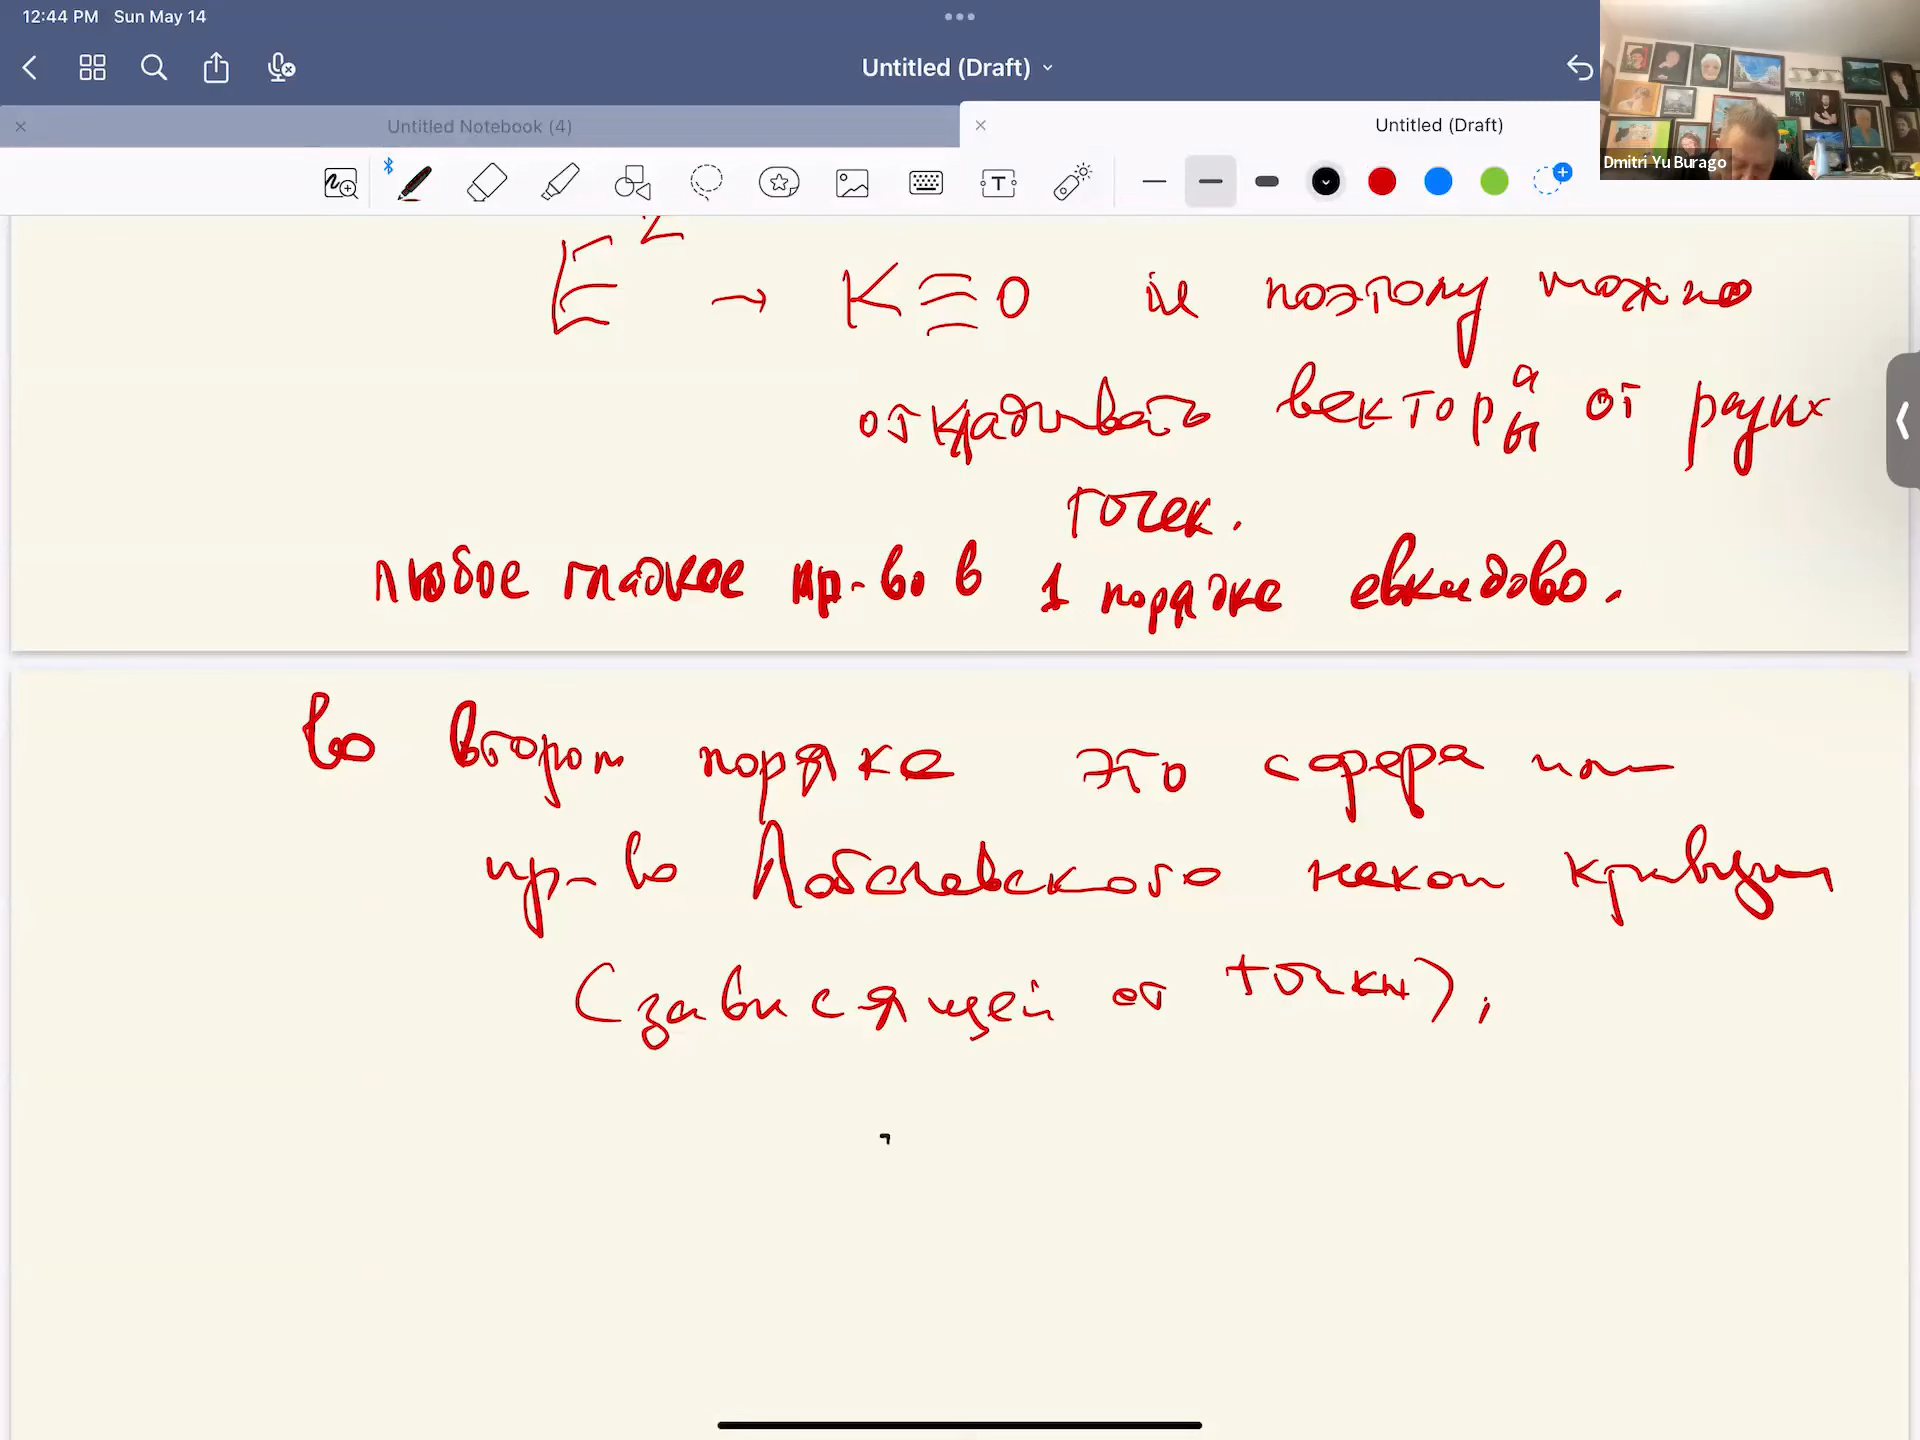 12:44 PM Sun May 14
Untitled (Draft)
Untitled Notebook (4)
Untitled (Draft)
Dmitri Yu Burago
E² → K ≡ 0 и поэтому можно
откладывать вектора от разных
ы
точек.
любое гладкое пр-во в 1 порядке евклидово.
во втором порядке это сфера или
пр-во Лобачевского некой кривизны
(зависящей от точки),